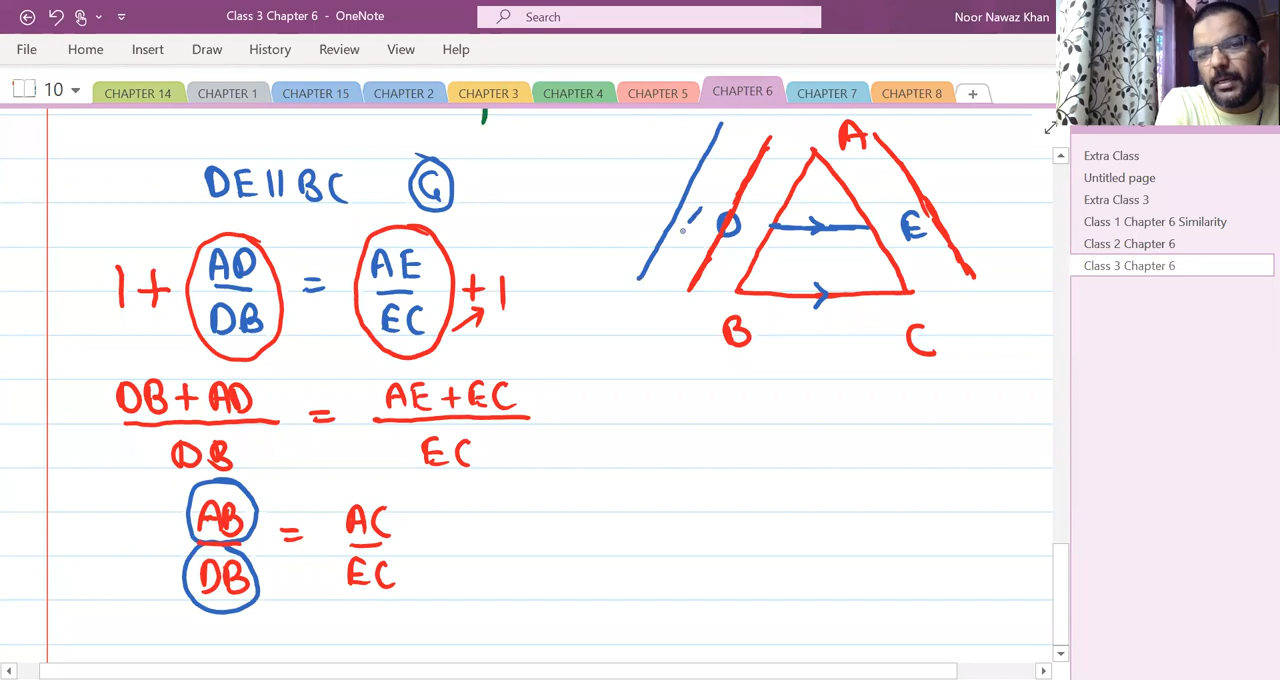 Class 3 Chapter 6 - OneNote
Search
Noor Nawaz Khan
File Home Insert Draw History Review View Help
10
CHAPTER 14 CHAPTER 1 CHAPTER 15 CHAPTER 2 CHAPTER 3 CHAPTER 4 CHAPTER 5 CHAPTER 6 CHAPTER 7 CHAPTER 8 +
Extra Class
Untitled page
Extra Class 3
Class 1 Chapter 6 Similarity
Class 2 Chapter 6
Class 3 Chapter 6
DE || BC G
1 + AD/DB = AE/EC + 1
DB + AD / DB = AE + EC / EC
AB/DB = AC/EC
A
D E
B C